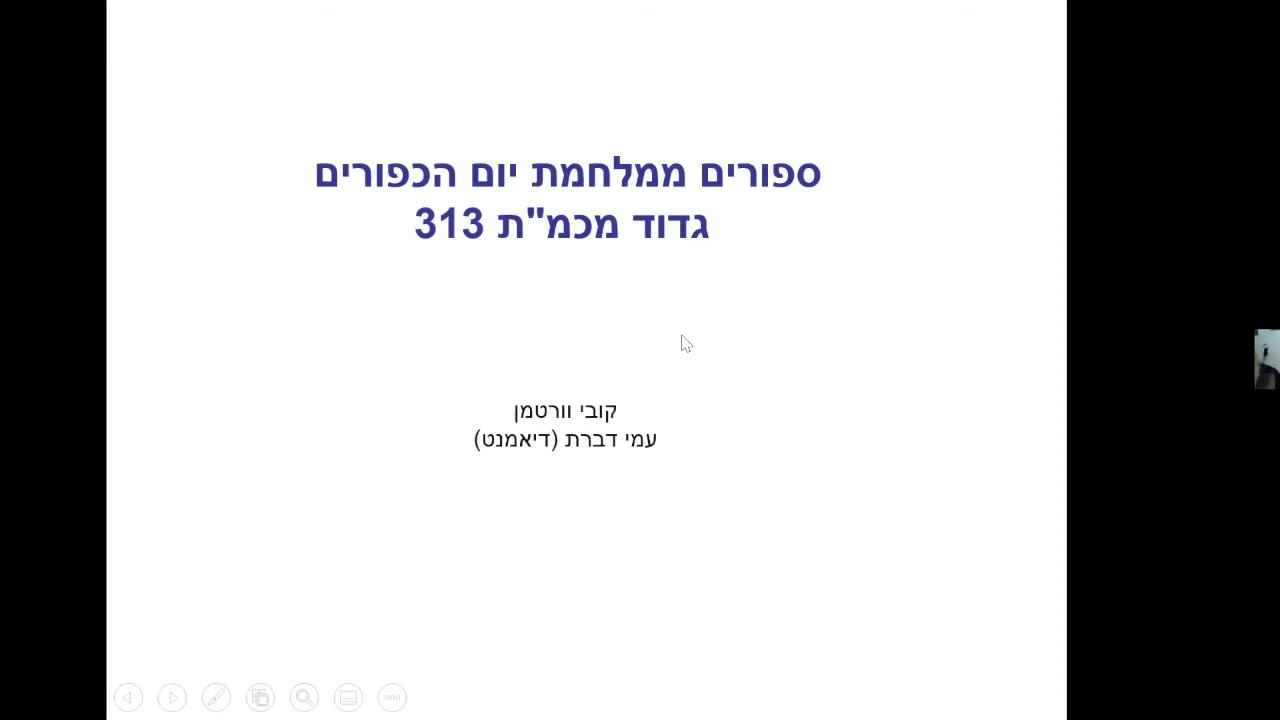 ספורים ממלחמת יום הכפורים
גדוד מכמ"ת 313
קובי וורטמן
עמי דברת (דיאמנט)